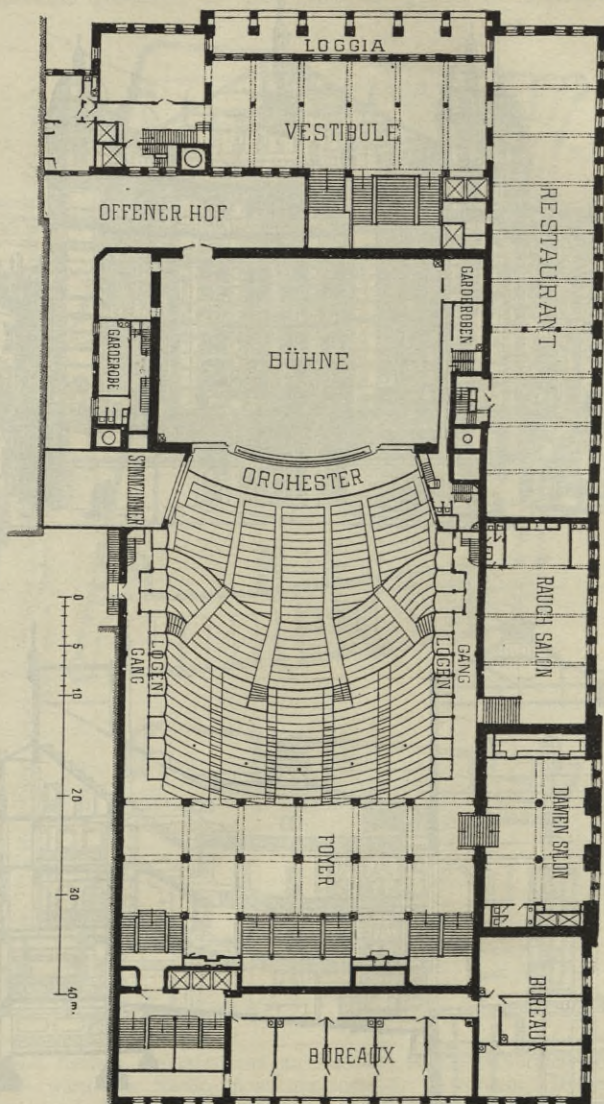 LOGGIA
VESTIBULE
OFFENER HOF
RESTAURANT
GARDEROBEN
BÜHNE
GARDEROBE
ORCHESTER
STIMMZIMMER
RAUCH SALON
GANG
LOGEN
LOGEN
GANG
0
5
10
20
30
40 m.
DAMEN SALON
FOYER
BUREAUX
BUREAUX